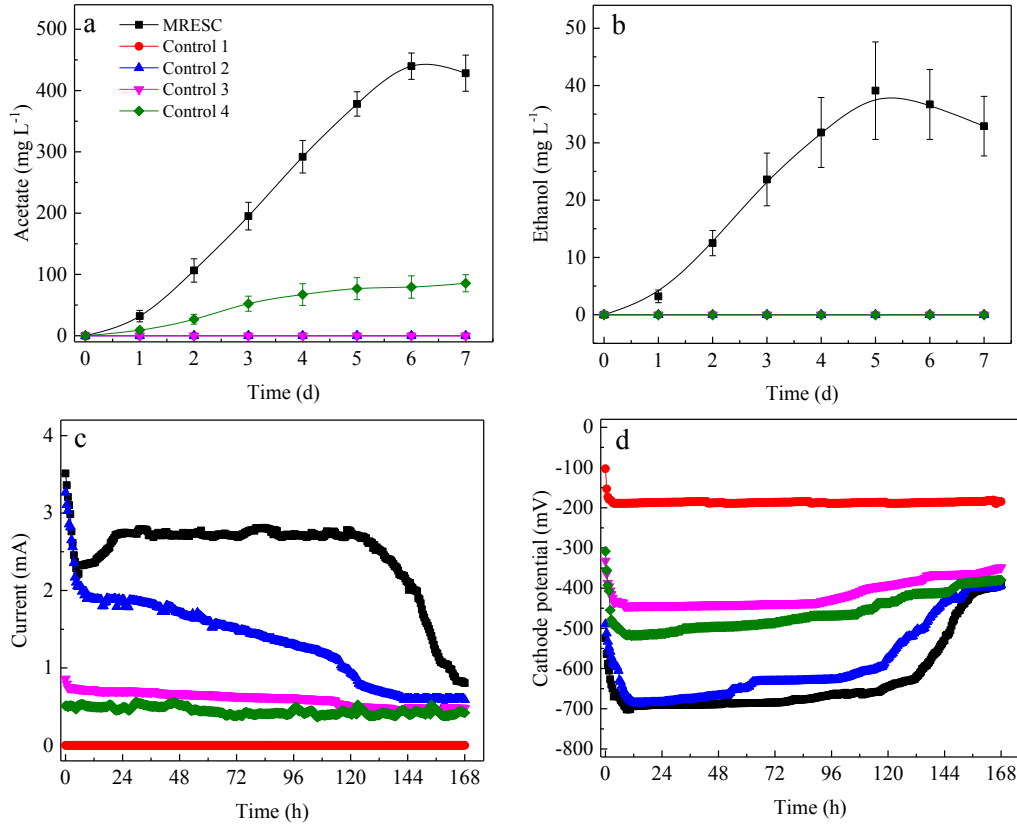 a
MRESC
Control 1
Control 2
Control 3
Control 4
Acetate (mg L⁻¹)
500
400
300
200
100
0
0 1 2 3 4 5 6 7
Time (d)
b
Ethanol (mg L⁻¹)
50
40
30
20
10
0
0 1 2 3 4 5 6 7
Time (d)
c
Current (mA)
4
3
2
1
0
0 24 48 72 96 120 144 168
Time (h)
d
Cathode potential (mV)
0
-100
-200
-300
-400
-500
-600
-700
-800
0 24 48 72 96 120 144 168
Time (h)